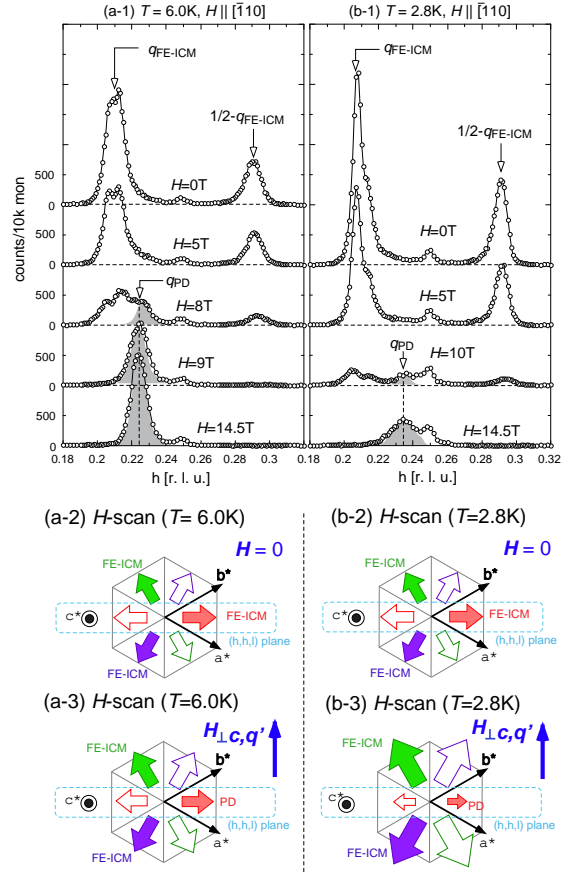 (a-1) T = 6.0K, H || [1̄10]
(b-1) T = 2.8K, H || [1̄10]
qFE-ICM
1/2-qFE-ICM
H=0T
H=5T
qPD
H=8T
H=9T
H=14.5T
qFE-ICM
1/2-qFE-ICM
H=0T
H=5T
qPD
H=10T
H=14.5T
counts/10k mon
500
0
500
0
500
0
500
0
500
0.18 0.20 0.22 0.24 0.26 0.28 0.30 0.18
0.20 0.22 0.24 0.26 0.28 0.30 0.32
h [r. l. u.]
h [r. l. u.]
(a-2) H-scan (T= 6.0K)
H = 0
FE-ICM
b*
c*
FE-ICM
(h,h,l) plane
a*
FE-ICM
(b-2) H-scan (T=2.8K)
H = 0
FE-ICM
b*
c*
FE-ICM
(h,h,l) plane
a*
FE-ICM
(a-3) H-scan (T=6.0K)
H⊥c,q’
FE-ICM
b*
c*
PD
(h,h,l) plane
a*
FE-ICM
(b-3) H-scan (T=2.8K)
H⊥c,q’
FE-ICM
b*
c*
PD
(h,h,l) plane
a*
FE-ICM